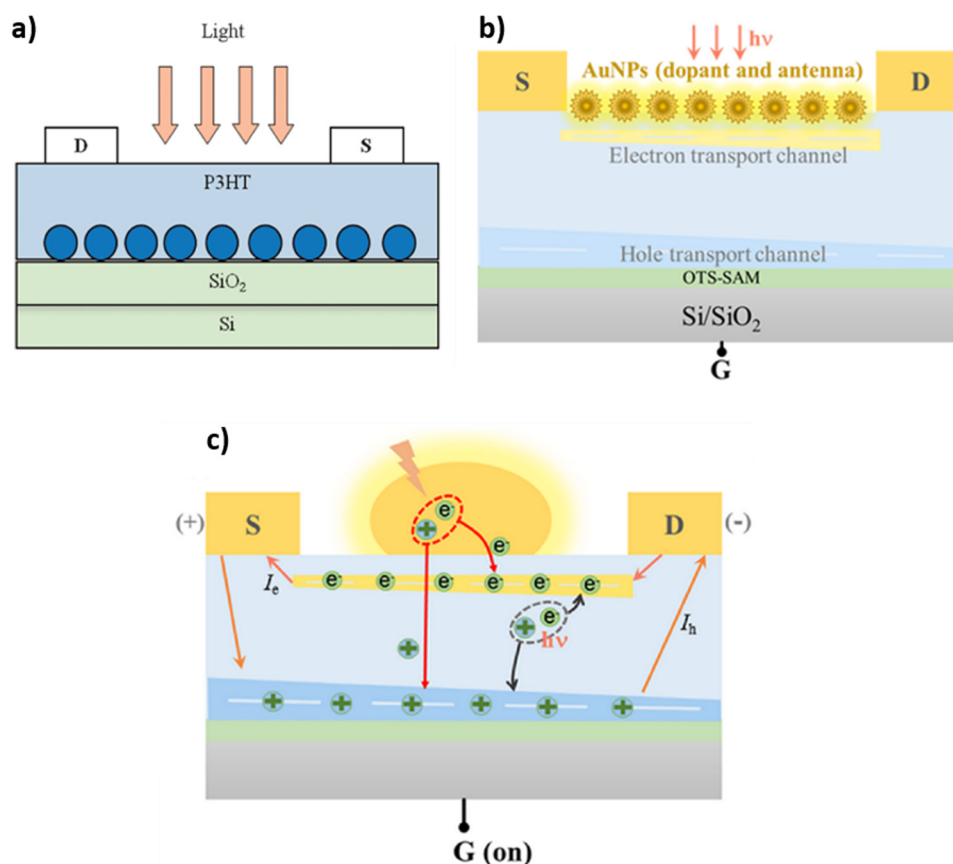 a)
Light
D
S
P3HT
SiO₂
Si
b)
hν
AuNPs (dopant and antenna)
S
D
Electron transport channel
Hole transport channel
OTS-SAM
Si/SiO₂
G
c)
e⁻
+
(+)
S
D
(-)
e⁻
Iₑ
e⁻ e⁻ e⁻ e⁻ e⁻ e⁻
e⁻
+
hν
Iₕ
+
+ + + + + +
G (on)